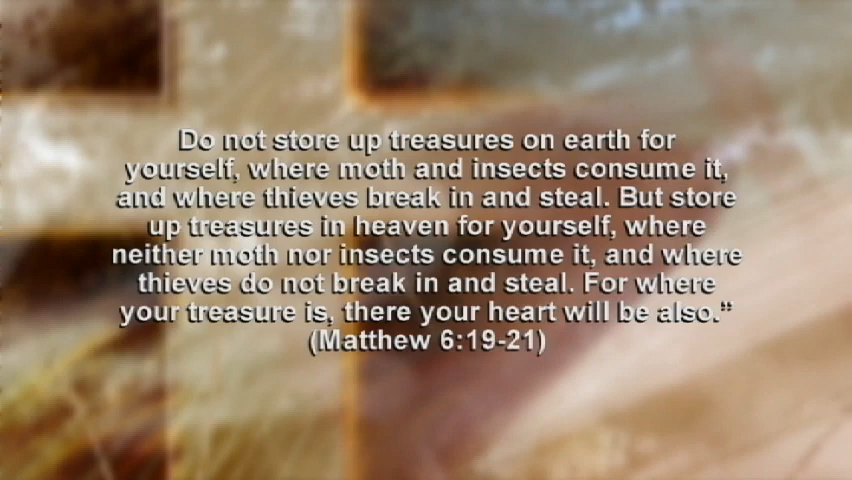 Do not store up treasures on earth for
yourself, where moth and insects consume it,
and where thieves break in and steal. But store
up treasures in heaven for yourself, where
neither moth nor insects consume it, and where
thieves do not break in and steal. For where
your treasure is, there your heart will be also.”
(Matthew 6:19-21)